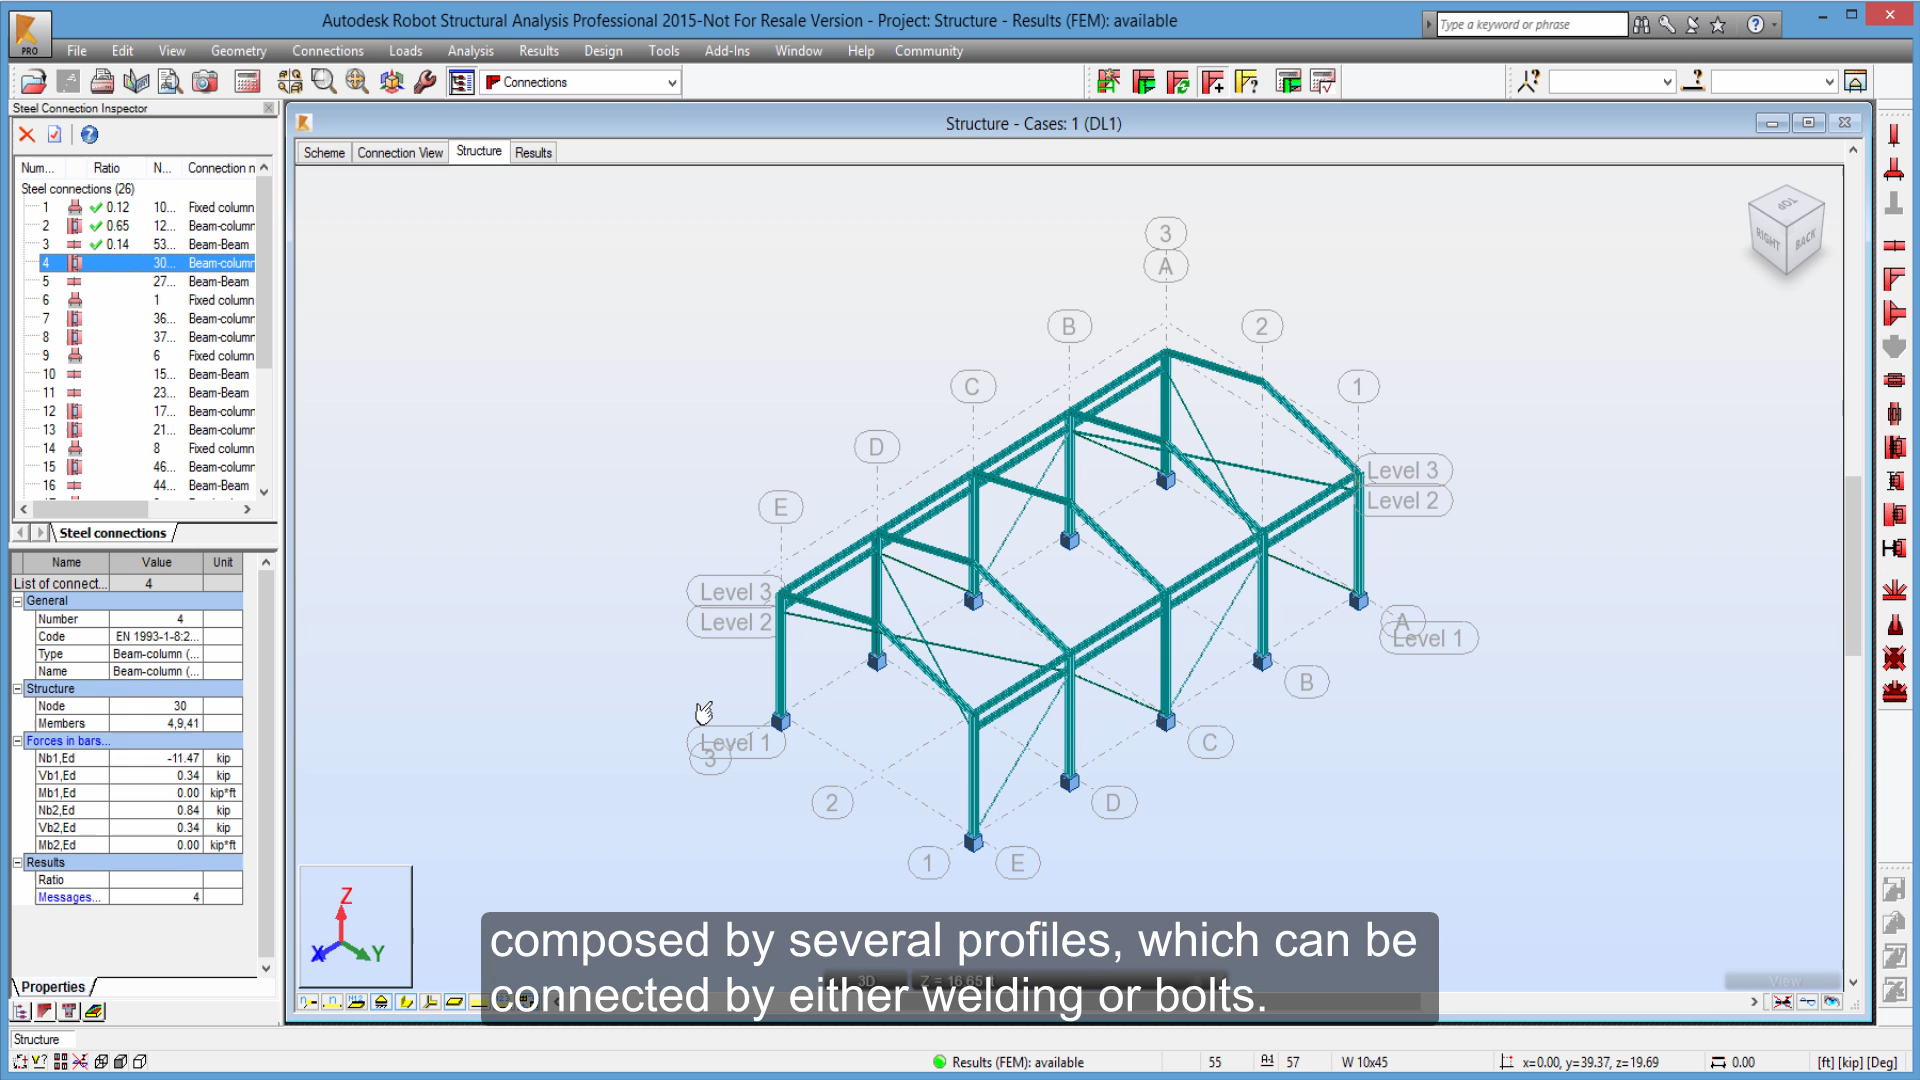 Autodesk Robot Structural Analysis Professional 2015-Not For Resale Version - Project: Structure - Results (FEM): available
Type a keyword or phrase
PRO
File Edit View Geometry Connections Loads Analysis Results Design Tools Add-Ins Window Help Community
Connections
Steel Connection Inspector
Structure - Cases: 1 (DL1)
Scheme Connection View Structure Results
Num... Ratio N... Connection n
Steel connections (26)
1 0.12 10... Fixed column
2 0.65 12... Beam-column
3 0.14 53... Beam-Beam
4 30... Beam-column
5 27... Beam-Beam
6 1 Fixed column
7 36... Beam-column
8 37... Beam-column
9 6 Fixed column
10 15... Beam-Beam
11 23... Beam-Beam
12 17... Beam-column
13 21... Beam-column
14 8 Fixed column
15 46... Beam-column
16 44... Beam-Beam
Steel connections
Name Value Unit
List of connect... 4
General
Number 4
Code EN 1993-1-8:2...
Type Beam-column (...
Name Beam-column (...
Structure
Node 30
Members 4,9,41
Forces in bars...
Nb1,Ed -11.47 kip
Vb1,Ed 0.34 kip
Mb1,Ed 0.00 kip*ft
Nb2,Ed 0.84 kip
Vb2,Ed 0.34 kip
Mb2,Ed 0.00 kip*ft
Results
Ratio
Messages... 4
Properties
TOP
RIGHT BACK
3
A
B 2
C 1
D
E
Level 3
Level 2
Level 3
Level 2
A
Level 1
B
Level 1
3
C
2 D
1 E
Z
X Y
3D Z = 16.65 ft
View
composed by several profiles, which can be
connected by either welding or bolts.
Structure
Results (FEM): available 55 57 W 10x45 x=0.00, y=39.37, z=19.69 0.00 [ft] [kip] [Deg]